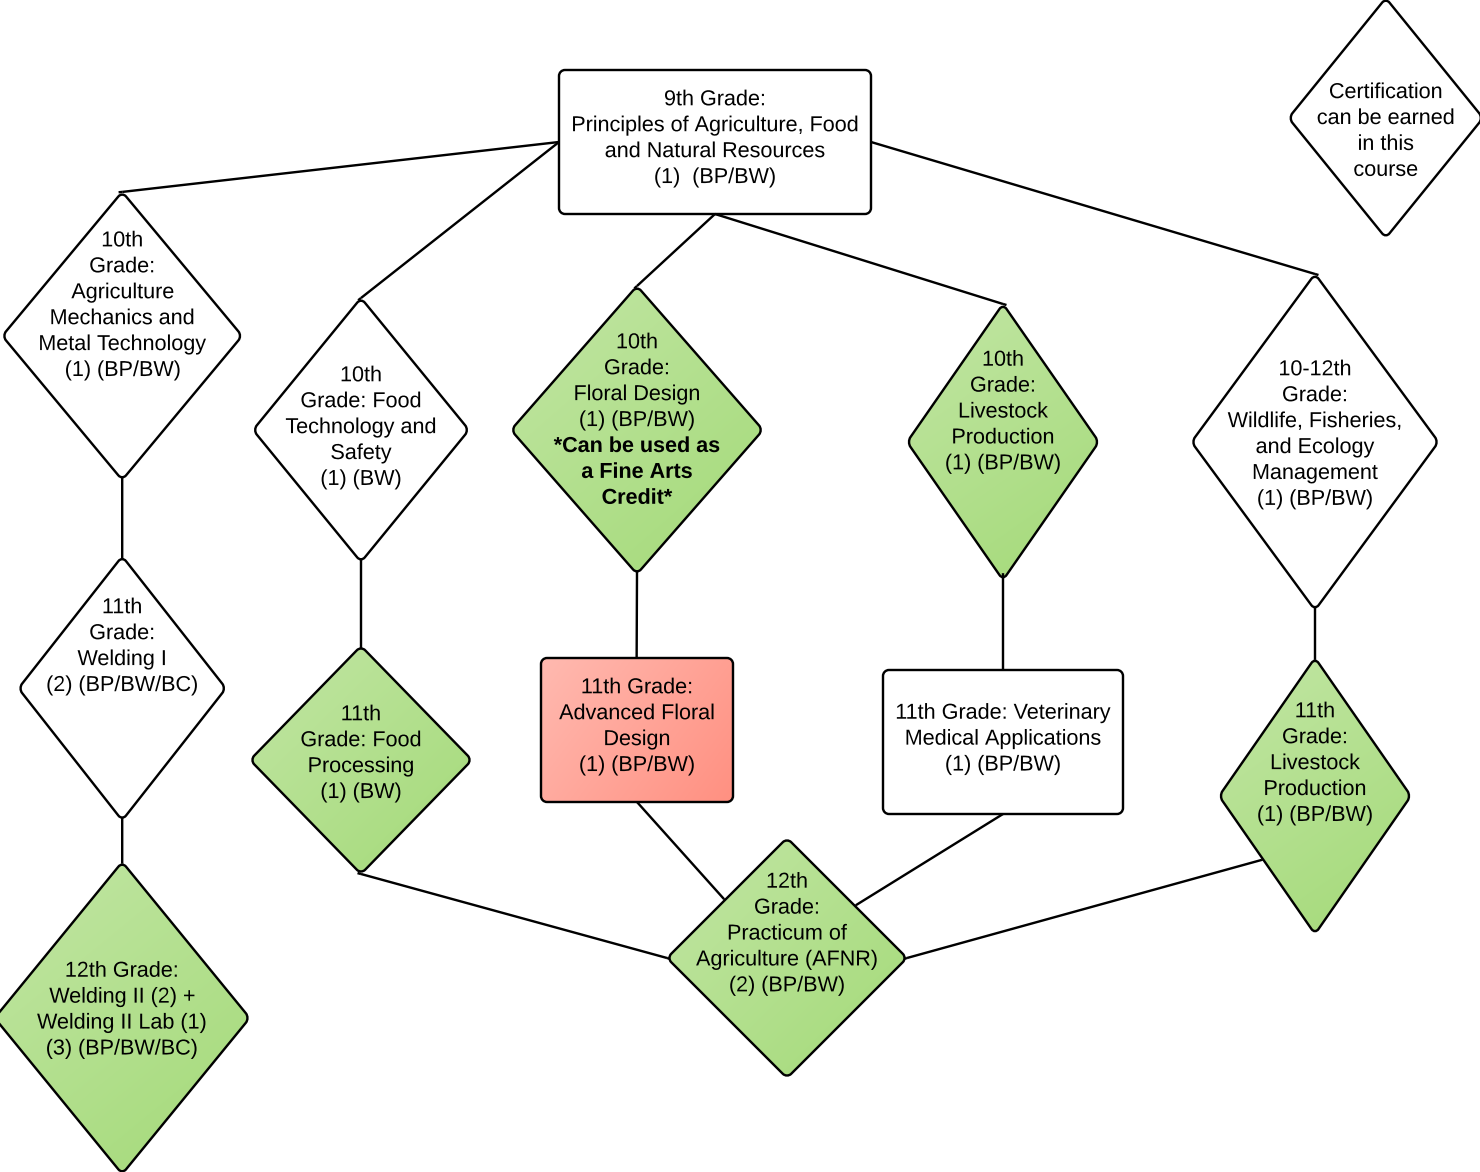 Certification
can be earned
in this
course
9th Grade:
Principles of Agriculture, Food
and Natural Resources
(1)  (BP/BW)
10th
Grade:
Agriculture
Mechanics and
Metal Technology
(1) (BP/BW)
10th
Grade: Food
Technology and
Safety
(1) (BW)
10th
Grade:
Floral Design
(1) (BP/BW)
*Can be used as
a Fine Arts
Credit*
10th
Grade:
Livestock
Production
(1) (BP/BW)
10-12th
Grade:
Wildlife, Fisheries,
and Ecology
Management
(1) (BP/BW)
11th
Grade:
Welding I
(2) (BP/BW/BC)
11th
Grade: Food
Processing
(1) (BW)
11th Grade:
Advanced Floral
Design
(1) (BP/BW)
11th Grade: Veterinary
Medical Applications
(1) (BP/BW)
11th
Grade:
Livestock
Production
(1) (BP/BW)
12th Grade:
Welding II (2) +
Welding II Lab (1)
(3) (BP/BW/BC)
12th
Grade:
Practicum of
Agriculture (AFNR)
(2) (BP/BW)